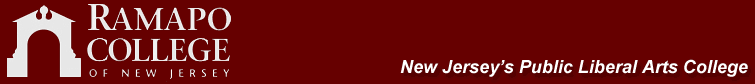 RAMAPO
COLLEGE
OF NEW JERSEY
New Jersey's Public Liberal Arts College